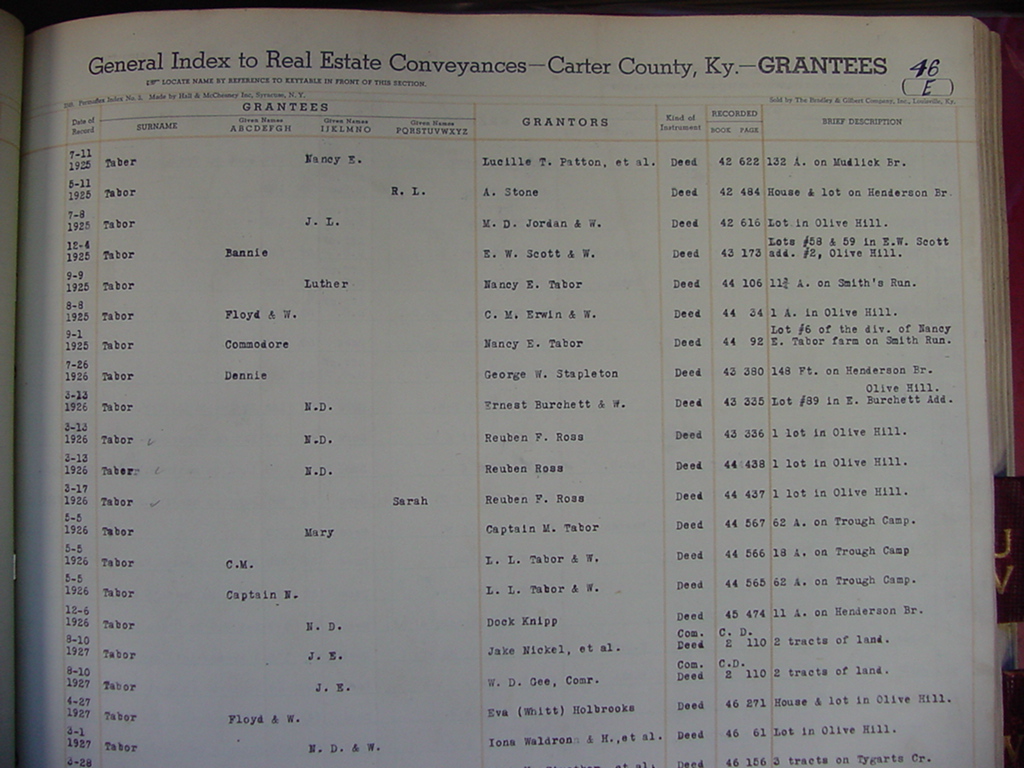 General Index to Real Estate Conveyances—Carter County, Ky.—GRANTEES 46 E
LOCATE NAME BY REFERENCE TO KEYTABLE IN FRONT OF THIS SECTION.
Made by Hall & McChesney Inc, Syracuse, N. Y. Sold by The Bradley & Gilbert Company, Inc., Louisville, Ky.
Date of Record GRANTEES SURNAME Given Names ABCDEFGH Given Names IJKLMNO Given Names PQRSTUVWXYZ GRANTORS Kind of Instrument RECORDED BOOK PAGE BRIEF DESCRIPTION
7-11 1925 Taber Nancy E. Lucille T. Patton, et al. Deed 42 622 132 A. on Mudlick Br.
5-11 1925 Tabor R. L. A. Stone Deed 42 484 House & lot on Henderson Br
7-8 1925 Tabor J. L. M. D. Jordan & W. Deed 42 616 Lot in Olive Hill.
12-4 1925 Tabor Bannie E. W. Scott & W. Deed 43 173 Lots #58 & 59 in E.W. Scott add. #2, Olive Hill.
9-9 1925 Tabor Luther Nancy E. Tabor Deed 44 106 11¾ A. on Smith's Run.
8-8 1925 Tabor Floyd & W. C. M. Erwin & W. Deed 44 34 1 A. in Olive Hill.
9-1 1925 Tabor Commodore Nancy E. Tabor Deed 44 92 Lot #6 of the div. of Nancy E. Tabor farm on Smith Run.
7-26 1926 Tabor Dennie George W. Stapleton Deed 43 380 148 Ft. on Henderson Br. Olive Hill.
3-13 1926 Tabor N.D. Ernest Burchett & W. Deed 43 335 Lot #89 in E. Burchett Add.
3-13 1926 Tabor N.D. Reuben F. Ross Deed 43 336 1 lot in Olive Hill.
3-13 1926 Taber N.D. Reuben Ross Deed 44 438 1 lot in Olive Hill.
3-17 1926 Tabor Sarah Reuben F. Ross Deed 44 437 1 lot in Olive Hill.
5-5 1926 Tabor Mary Captain M. Tabor Deed 44 567 62 A. on Trough Camp.
5-5 1926 Tabor C.M. L. L. Tabor & W. Deed 44 566 18 A. on Trough Camp
5-5 1926 Tabor Captain N. L. L. Tabor & W. Deed 44 565 62 A. on Trough Camp.
12-6 1926 Tabor N. D. Dock Knipp Deed 45 474 11 A. on Henderson Br.
8-10 1927 Tabor J. E. Jake Nickel, et al. Com. Deed C. D. 2 110 2 tracts of land.
8-10 1927 Tabor J. E. W. D. Gee, Comr. Com. Deed C.D. 2 110 2 tracts of land.
4-27 1927 Tabor Floyd & W. Eva (Whitt) Holbrooks Deed 46 271 House & lot in Olive Hill.
3-1 1927 Tabor N. D. & W. Iona Waldron & H., et al. Deed 46 61 Lot in Olive Hill.
3-28 et al. Deed 46 156 3 tracts on Tygarts Cr.